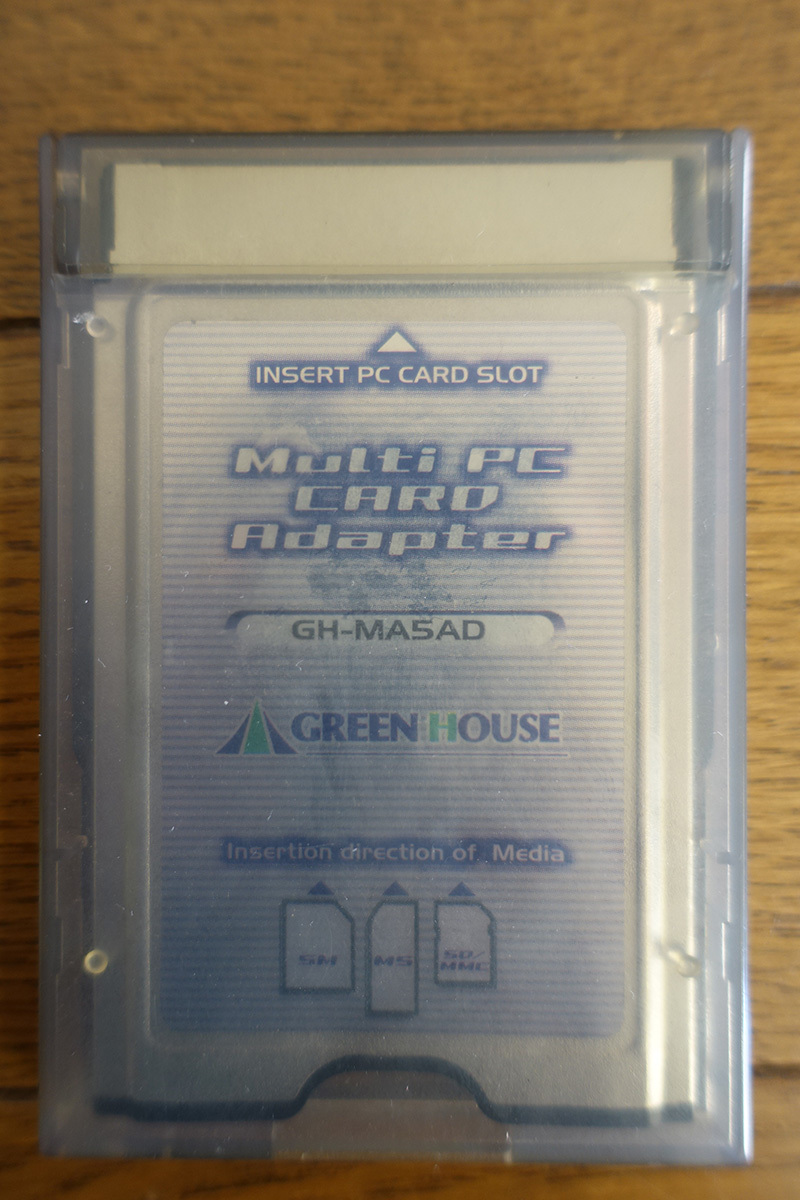 INSERT PC CARD SLOT
Multi PC
CARD
Adapter
GH-MA5AD
GREEN HOUSE
Insertion direction of Media
SM
MS
SD/
MMC